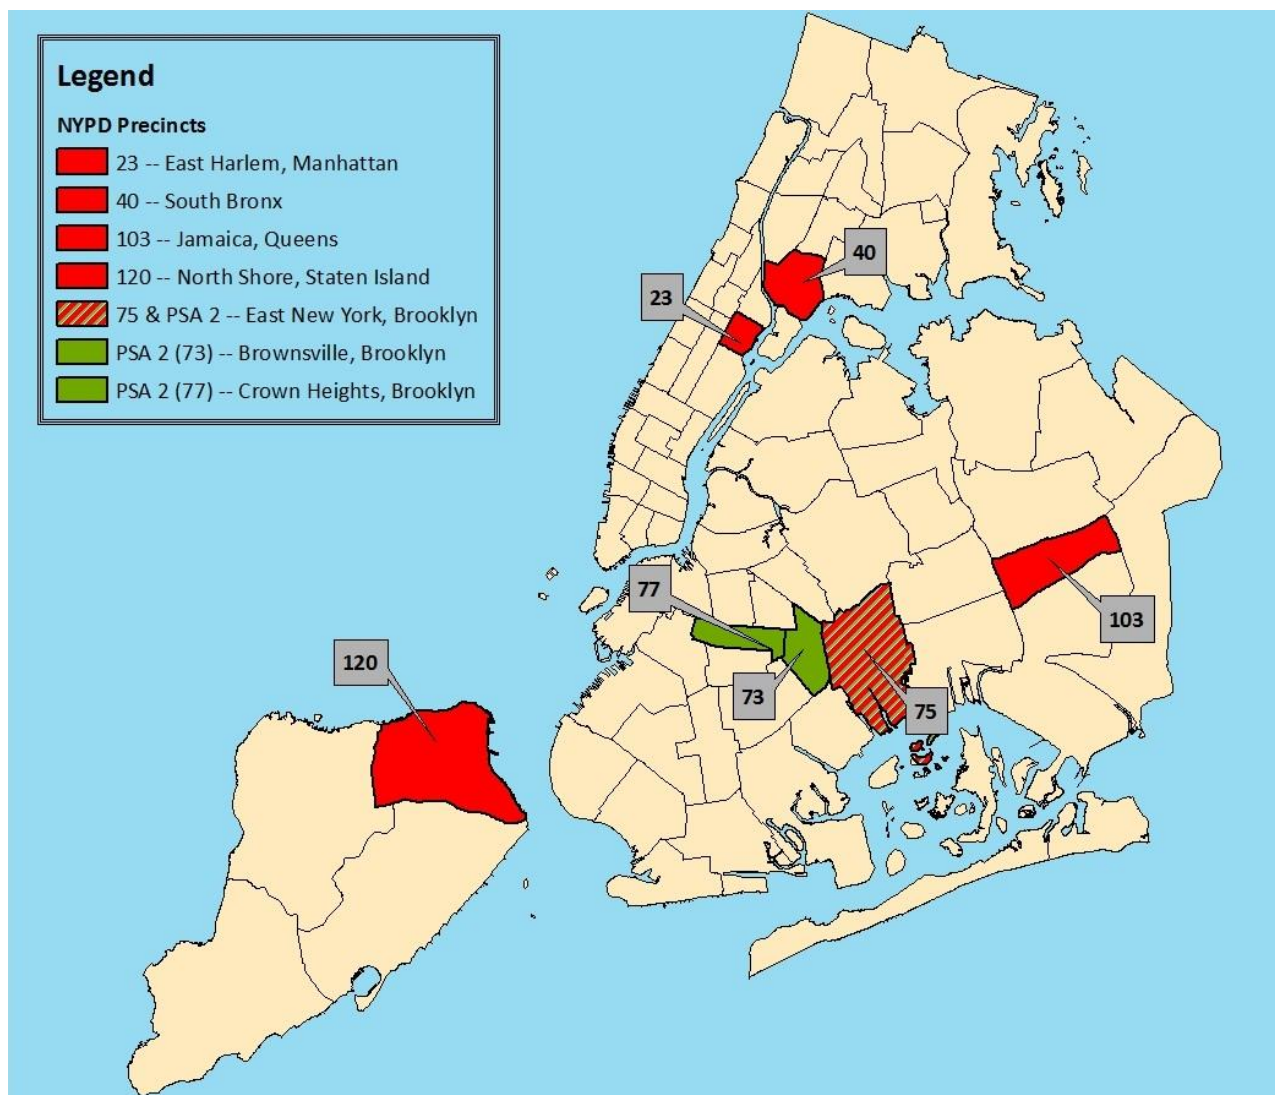 Legend
NYPD Precincts
23 -- East Harlem, Manhattan
40 -- South Bronx
103 -- Jamaica, Queens
120 -- North Shore, Staten Island
75 & PSA 2 -- East New York, Brooklyn
PSA 2 (73) -- Brownsville, Brooklyn
PSA 2 (77) -- Crown Heights, Brooklyn
40
23
77
103
120
73
75